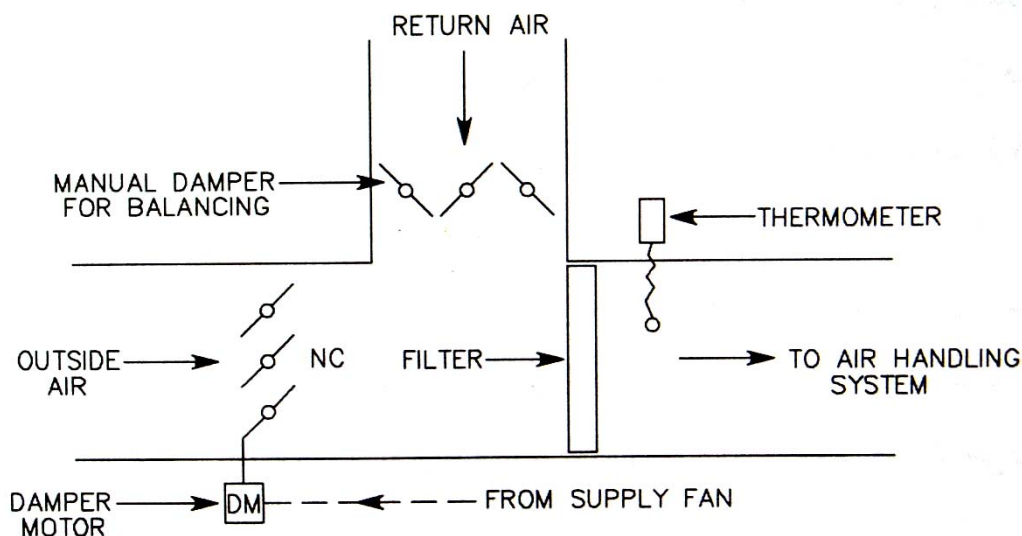 RETURN AIR
MANUAL DAMPER
FOR BALANCING
THERMOMETER
OUTSIDE
AIR
NC
FILTER
TO AIR HANDLING
SYSTEM
DAMPER
MOTOR
DM
FROM SUPPLY FAN